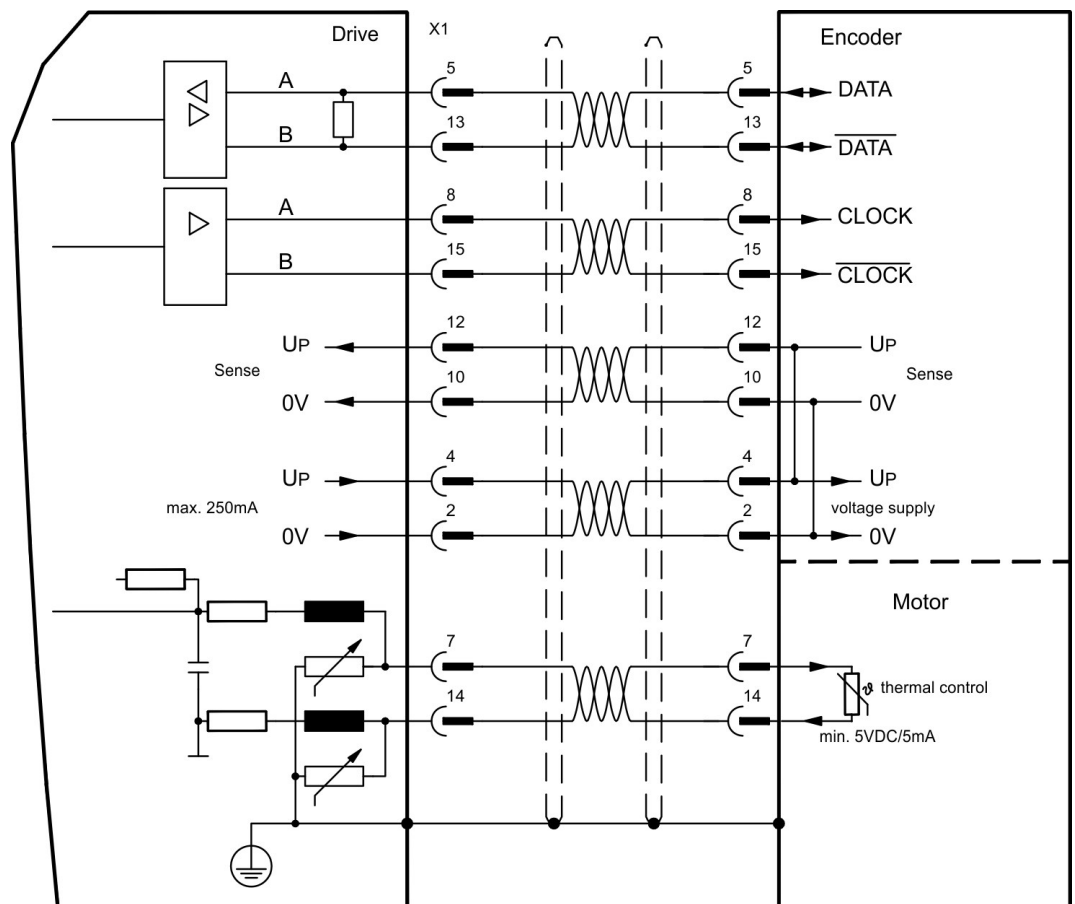 Drive X1 Encoder
A 5 5 DATA
B 13 13 DATA
A 8 8 CLOCK
B 15 15 CLOCK
UP 12 12 UP
Sense Sense
0V 10 10 0V
UP 4 4 UP
max. 250mA voltage supply
0V 2 2 0V
Motor
7 7
ϑ thermal control
14 14
min. 5VDC/5mA